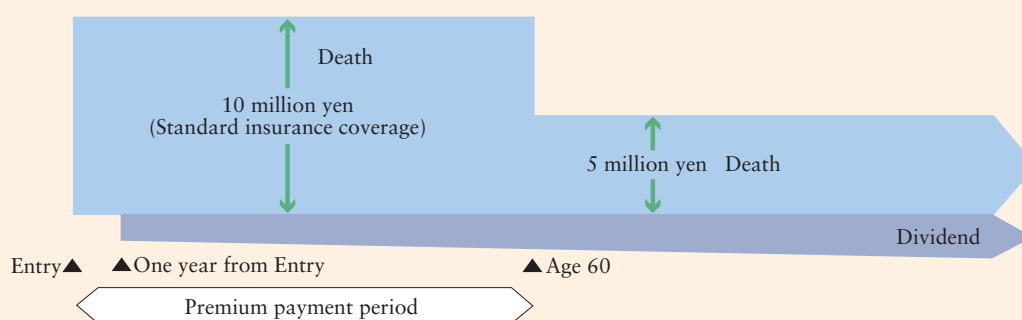 Death
10 million yen
(Standard insurance coverage)
5 million yen Death
Dividend
Entry▲
▲One year from Entry
▲Age 60
Premium payment period